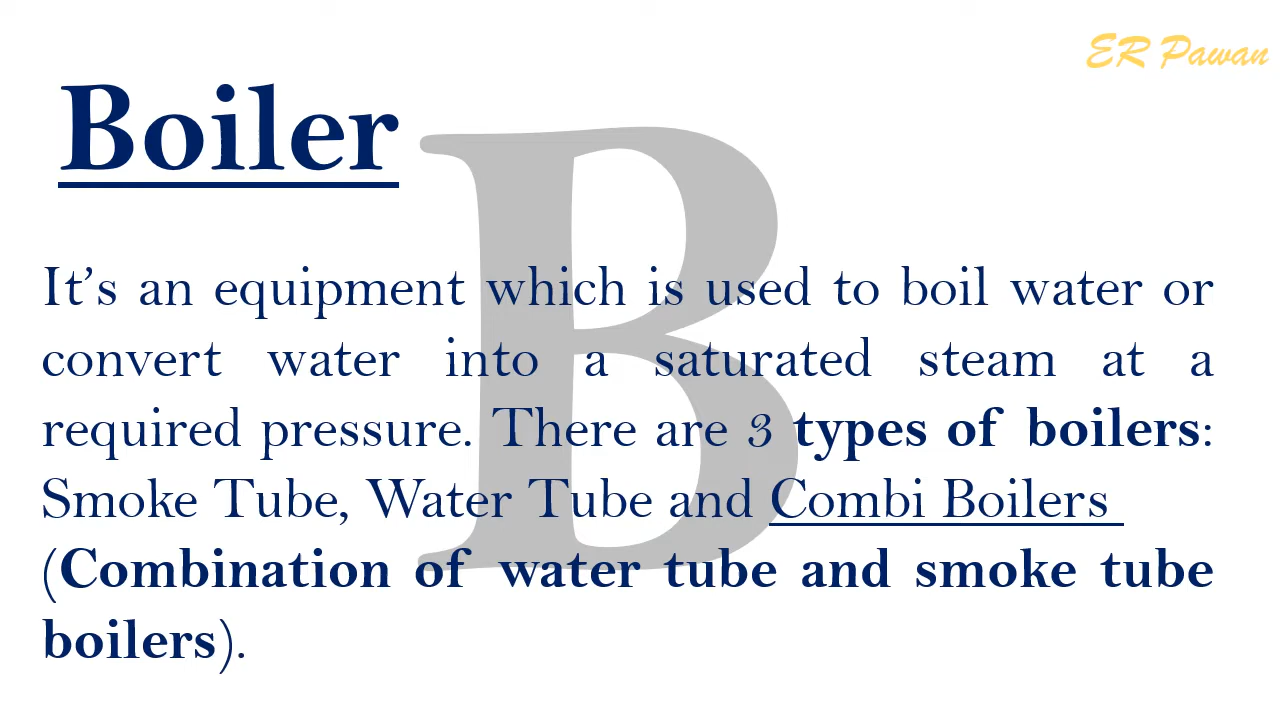 ER Pawan
Boiler
B
It’s an equipment which is used to boil water or
convert water into a saturated steam at a
required pressure. There are 3 types of boilers:
Smoke Tube, Water Tube and Combi Boilers
(Combination of water tube and smoke tube
boilers).